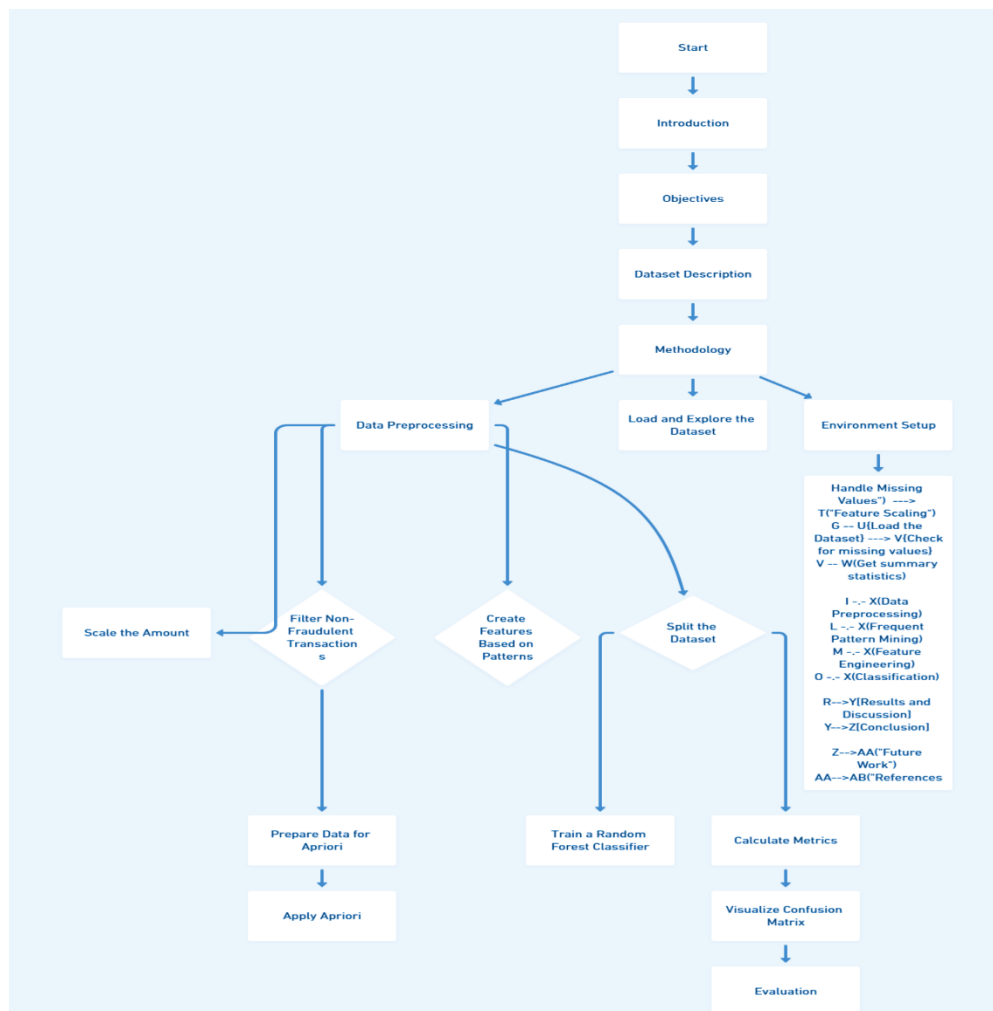 Start
Introduction
Objectives
Dataset Description
Methodology
Data Preprocessing
Load and Explore the
Dataset
Environment Setup
Handle Missing
Values")  ---->
T("Feature Scaling")
G -- U{Load the
Dataset} ---> V{Check
for missing values}
V -- W(Get summary
statistics)
I -.- X(Data
Preprocessing)
L -.- X(Frequent
Pattern Mining)
M -.- X(Feature
Engineering)
O -.- X(Classification)
R-->Y[Results and
Discussion]
Y-->Z[Conclusion]
Z-->AA("Future
Work")
AA-->AB("References
Scale the Amount
Filter Non-
Fraudulent
Transaction
s
Create
Features
Based on
Patterns
Split the
Dataset
Prepare Data for
Apriori
Train a Random
Forest Classifier
Calculate Metrics
Apply Apriori
Visualize Confusion
Matrix
Evaluation